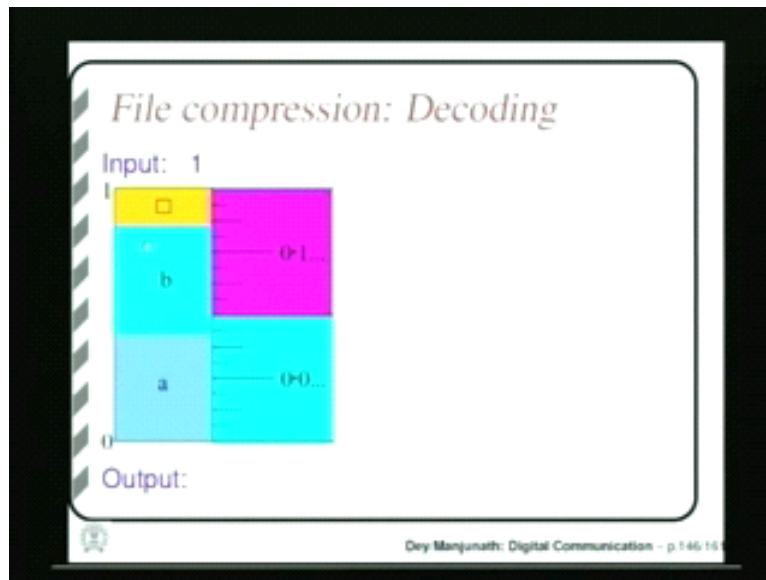 File compression: Decoding
Input: 1
1
□
0·1...
b
a
0·0...
0
Output:
Dey/Manjunath: Digital Communication – p.146/161